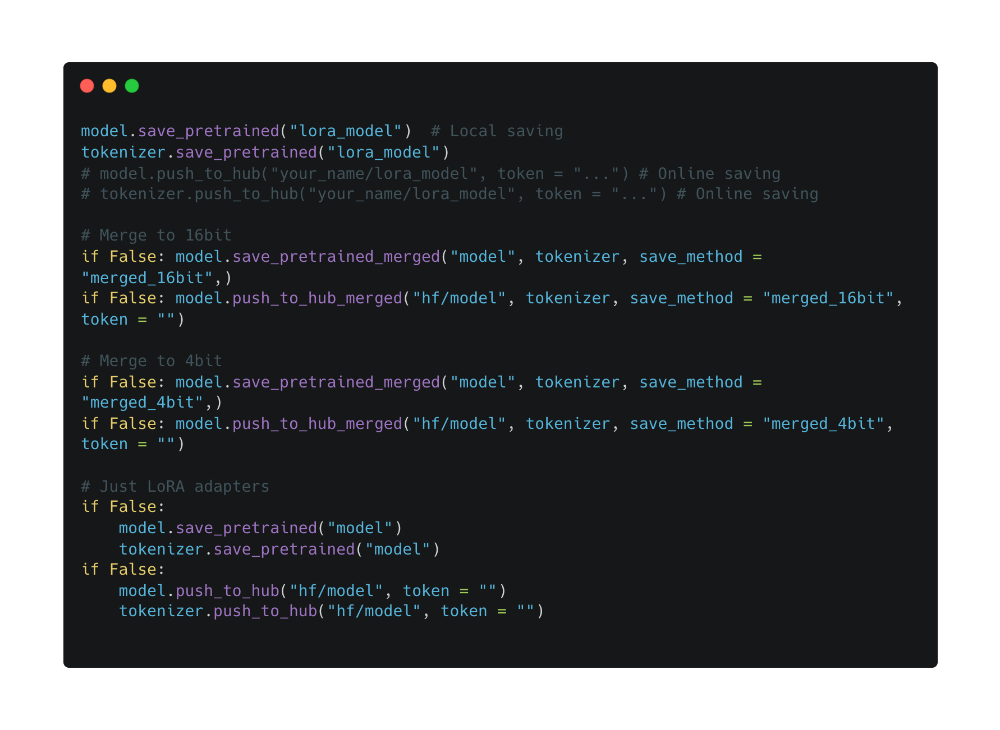 model.save_pretrained("lora_model")  # Local saving
tokenizer.save_pretrained("lora_model")
# model.push_to_hub("your_name/lora_model", token = "...") # Online saving
# tokenizer.push_to_hub("your_name/lora_model", token = "...") # Online saving

# Merge to 16bit
if False: model.save_pretrained_merged("model", tokenizer, save_method =
"merged_16bit",)
if False: model.push_to_hub_merged("hf/model", tokenizer, save_method = "merged_16bit",
token = "")

# Merge to 4bit
if False: model.save_pretrained_merged("model", tokenizer, save_method =
"merged_4bit",)
if False: model.push_to_hub_merged("hf/model", tokenizer, save_method = "merged_4bit",
token = "")

# Just LoRA adapters
if False:
    model.save_pretrained("model")
    tokenizer.save_pretrained("model")
if False:
    model.push_to_hub("hf/model", token = "")
    tokenizer.push_to_hub("hf/model", token = "")